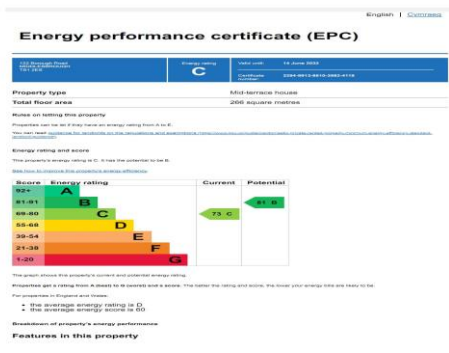 English | Cymraeg
Energy performance certificate (EPC)
Energy rating
C
Valid until:
Certificate number:
Property type
Mid-terrace house
Total floor area
266 square metres
Rules on letting this property
Properties can be let if they have an energy rating from A to E.
You can read
Energy rating and score
This property's energy rating is C. It has the potential to be B.
See how to improve this property's energy efficiency.
Score Energy rating Current Potential
92+ A
81-91 B 81 B
69-80 C 73 C
55-68 D
39-54 E
21-38 F
1-20 G
The graph shows this property's current and potential energy rating.
Properties get a rating from A (best) to G (worst) and a score. The better the rating and score, the lower your energy bills are likely to be.
For properties in England and Wales:
• the average energy rating is D
• the average energy score is 60
Breakdown of property's energy performance
Features in this property